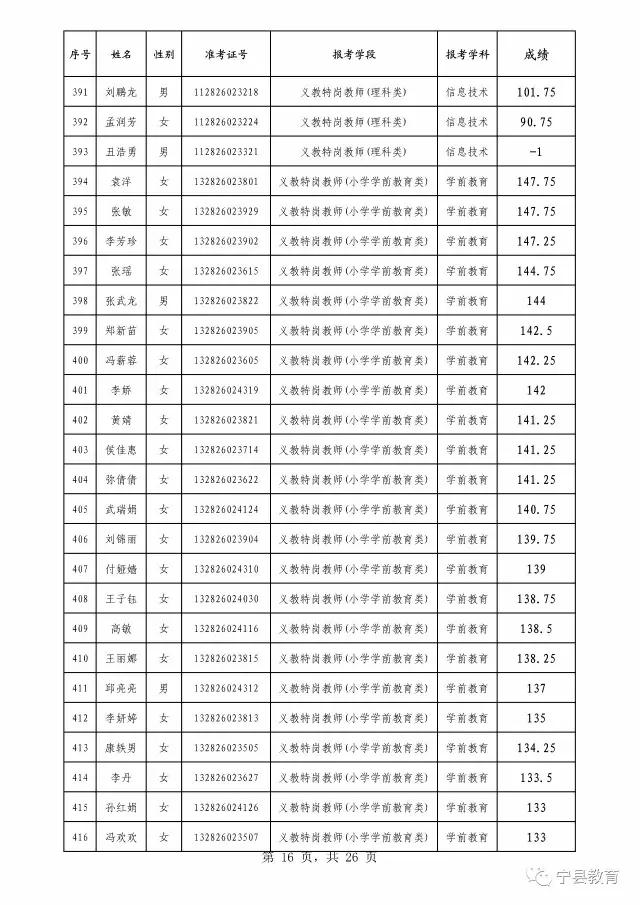 序号 姓名 性别 准考证号 报考学段 报考学科 成绩
391 刘鹏龙 男 112826023218 义教特岗教师(理科类) 信息技术 101.75
392 孟润芳 女 112826023224 义教特岗教师(理科类) 信息技术 90.75
393 丑浩勇 男 112826023321 义教特岗教师(理科类) 信息技术 -1
394 袁洋 女 132826023801 义教特岗教师(小学学前教育类) 学前教育 147.75
395 张敏 女 132826023929 义教特岗教师(小学学前教育类) 学前教育 147.75
396 李芳珍 女 132826023902 义教特岗教师(小学学前教育类) 学前教育 147.25
397 张瑶 女 132826023615 义教特岗教师(小学学前教育类) 学前教育 144.75
398 张武龙 男 132826023822 义教特岗教师(小学学前教育类) 学前教育 144
399 郑新苗 女 132826023905 义教特岗教师(小学学前教育类) 学前教育 142.5
400 冯薪蓉 女 132826023605 义教特岗教师(小学学前教育类) 学前教育 142.25
401 李娇 女 132826024319 义教特岗教师(小学学前教育类) 学前教育 142
402 黄婧 女 132826023821 义教特岗教师(小学学前教育类) 学前教育 141.25
403 侯佳惠 女 132826023714 义教特岗教师(小学学前教育类) 学前教育 141.25
404 弥倩倩 女 132826023622 义教特岗教师(小学学前教育类) 学前教育 141.25
405 武瑞娟 女 132826024124 义教特岗教师(小学学前教育类) 学前教育 140.75
406 刘锦丽 女 132826023904 义教特岗教师(小学学前教育类) 学前教育 139.75
407 付娅嫱 女 132826024310 义教特岗教师(小学学前教育类) 学前教育 139
408 王子钰 女 132826024030 义教特岗教师(小学学前教育类) 学前教育 138.75
409 高敏 女 132826024116 义教特岗教师(小学学前教育类) 学前教育 138.5
410 王丽娜 女 132826023815 义教特岗教师(小学学前教育类) 学前教育 138.25
411 邱亮亮 男 132826024312 义教特岗教师(小学学前教育类) 学前教育 137
412 李妍婷 女 132826023813 义教特岗教师(小学学前教育类) 学前教育 135
413 康轶男 女 132826023505 义教特岗教师(小学学前教育类) 学前教育 134.25
414 李丹 女 132826023627 义教特岗教师(小学学前教育类) 学前教育 133.5
415 孙红娟 女 132826024126 义教特岗教师(小学学前教育类) 学前教育 133
416 冯欢欢 女 132826023507 义教特岗教师(小学学前教育类) 学前教育 133
第 16 页，共 26 页
宁县教育